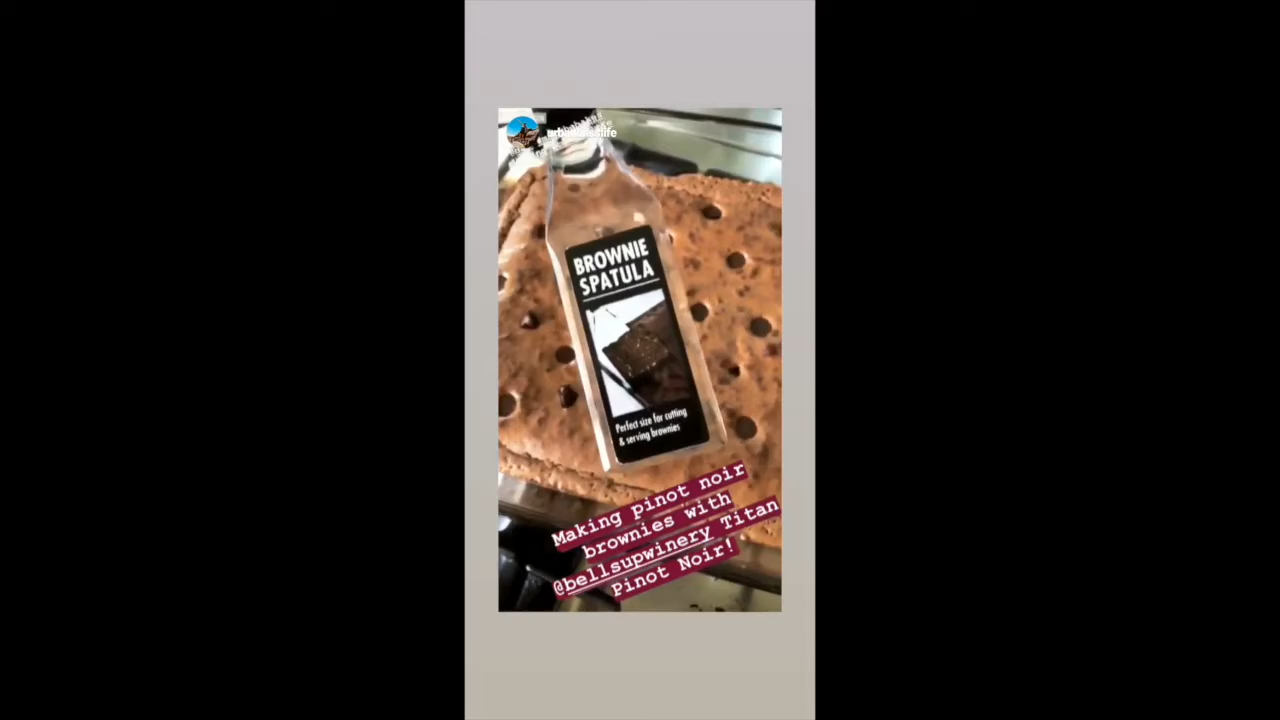 BROWNIE
SPATULA
Perfect size for cutting
& serving brownies
Making pinot noir
brownies with
@bellsupwinery Titan
Pinot Noir!